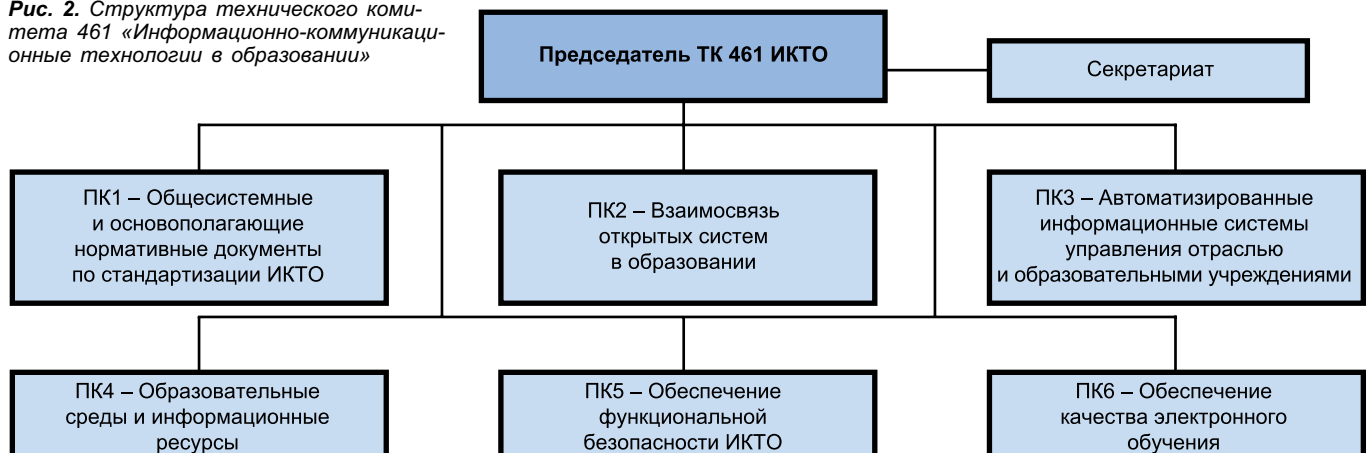 Рис. 2. Структура технического коми-
тета 461 «Информационно-коммуникаци-
онные технологии в образовании»
Председатель ТК 461 ИКТО
Секретариат
ПК1 – Общесистемные
и основополагающие
нормативные документы
по стандартизации ИКТО
ПК2 – Взаимосвязь
открытых систем
в образовании
ПК3 – Автоматизированные
информационные системы
управления отраслью
и образовательными учреждениями
ПК4 – Образовательные
среды и информационные
ресурсы
ПК5 – Обеспечение
функциональной
безопасности ИКТО
ПК6 – Обеспечение
качества электронного
обучения